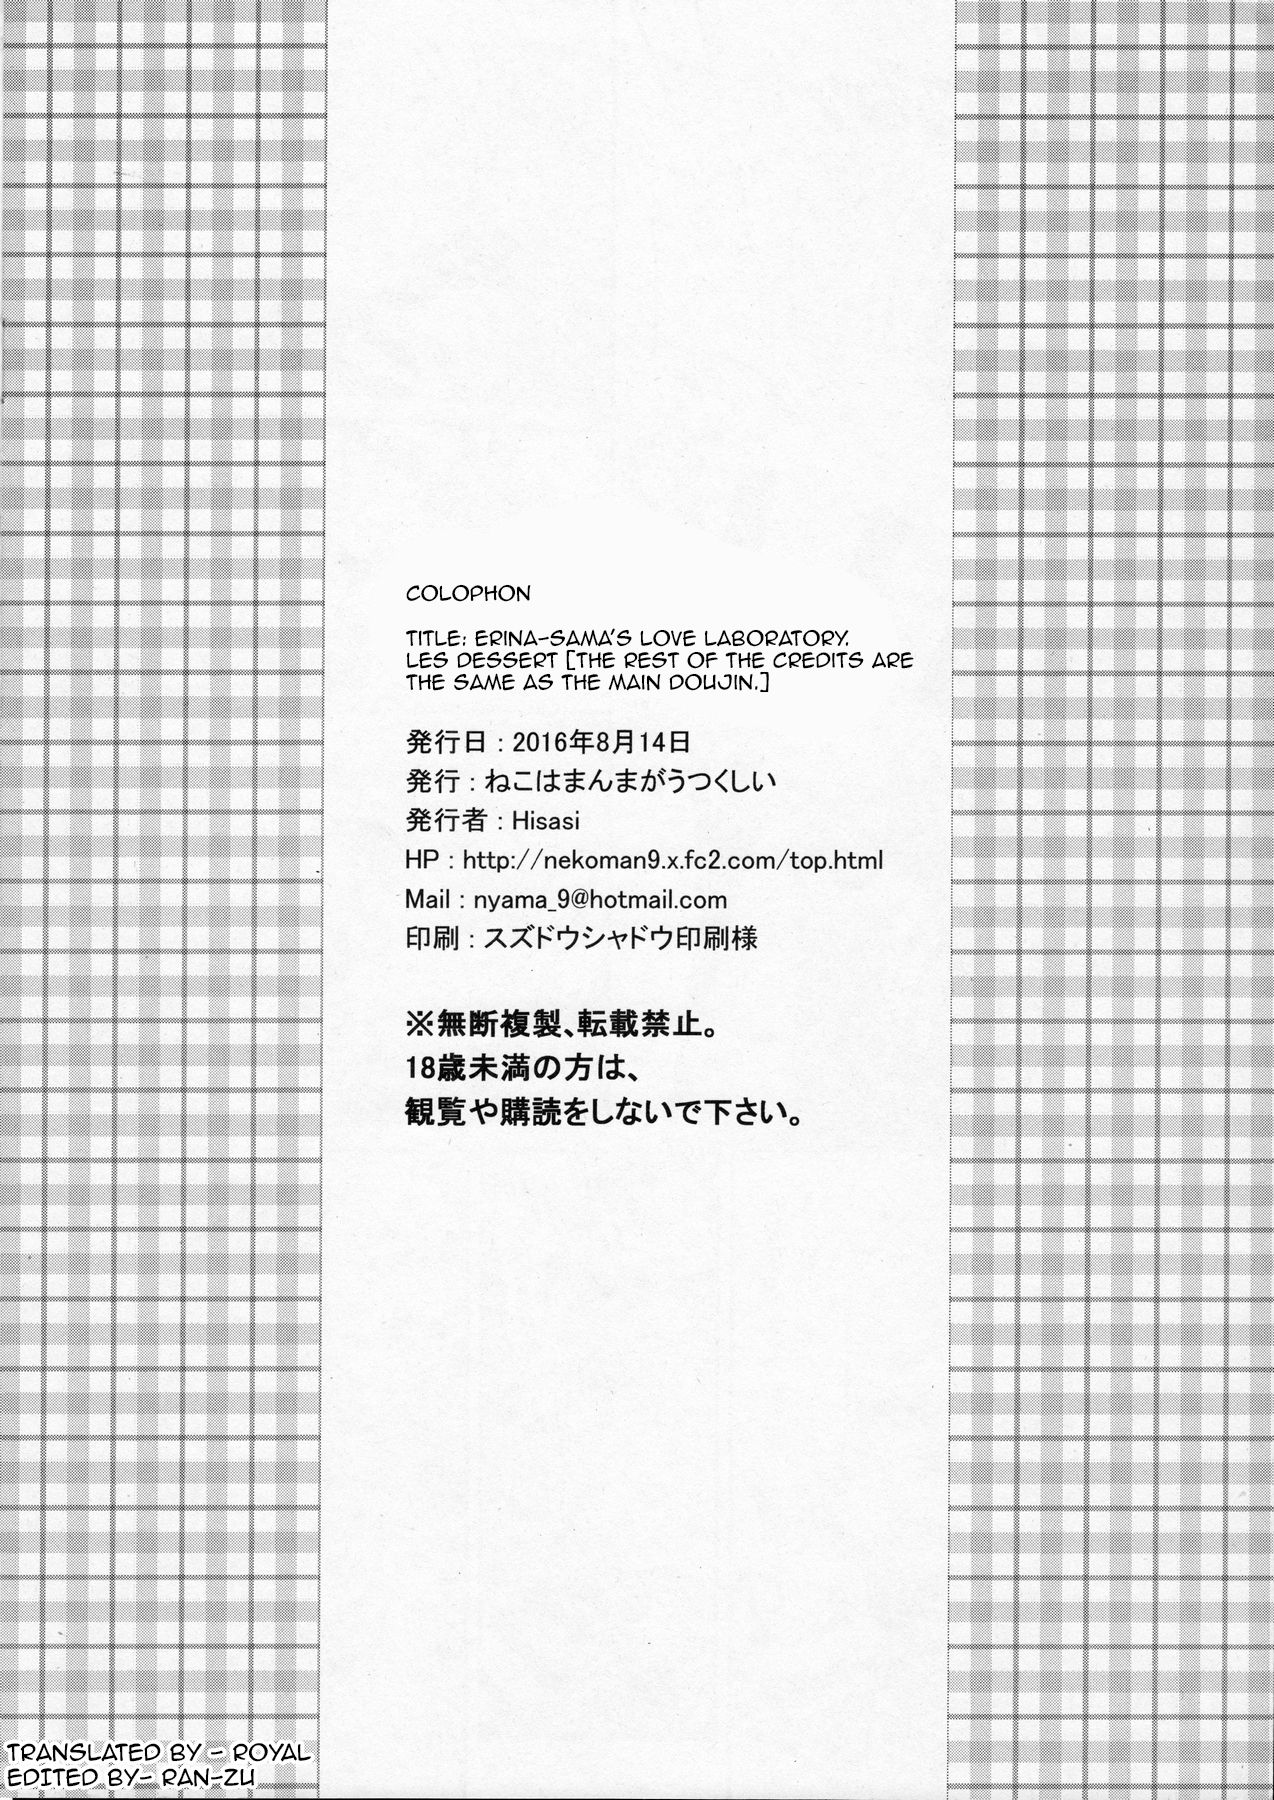 COLOPHON
TITLE: ERINA-SAMA'S LOVE LABORATORY.
LES DESSERT [THE REST OF THE CREDITS ARE
THE SAME AS THE MAIN DOUJIN.]
発行日：2016年8月14日
発行：ねこはまんまがうつくしい
発行者：Hisasi
HP：http://nekoman9.x.fc2.com/top.html
Mail：nyama_9@hotmail.com
印刷：スズドウシャドウ印刷様
※無断複製、転載禁止。
18歳未満の方は、
観覧や購読をしないで下さい。
TRANSLATED BY - ROYAL
EDITED BY- RAN-ZU